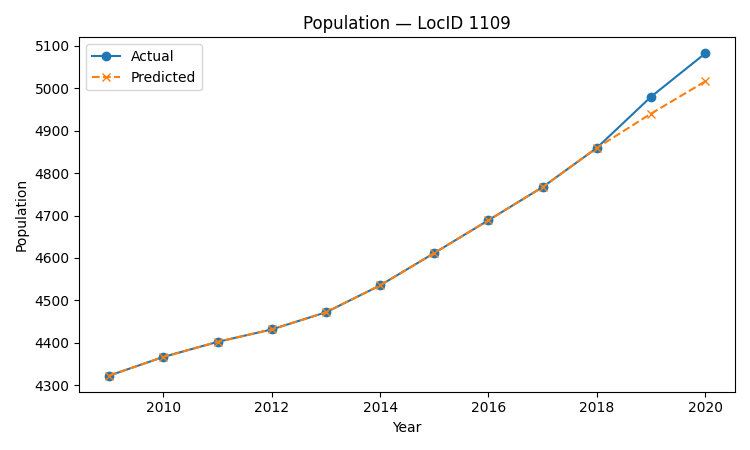 Population — LocID 1109
Actual
Predicted
5100
5000
4900
4800
4700
4600
4500
4400
4300
Population
2010 2012 2014 2016 2018 2020
Year